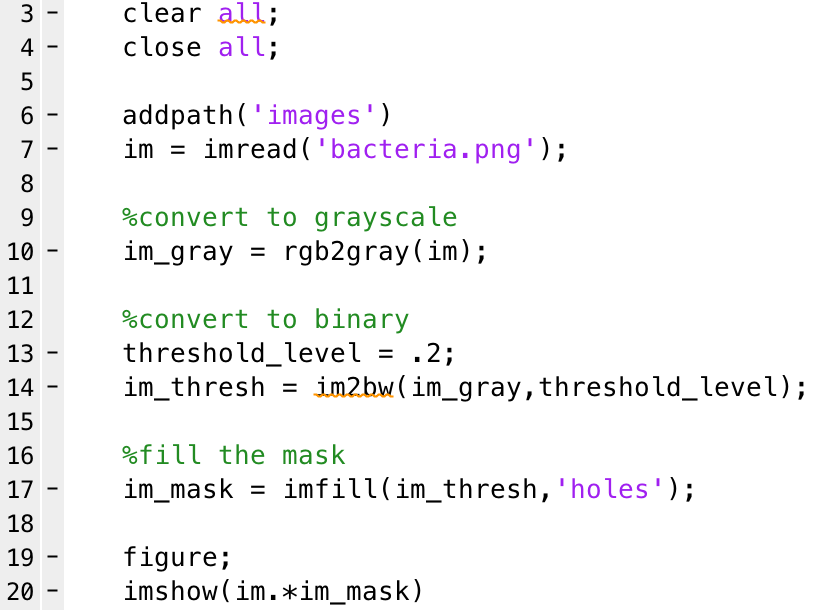 3 - clear all;
4 - close all;
5
6 - addpath('images')
7 - im = imread('bacteria.png');
8
9 %convert to grayscale
10 - im_gray = rgb2gray(im);
11
12 %convert to binary
13 - threshold_level = .2;
14 - im_thresh = im2bw(im_gray,threshold_level);
15
16 %fill the mask
17 - im_mask = imfill(im_thresh,'holes');
18
19 - figure;
20 - imshow(im.*im_mask)